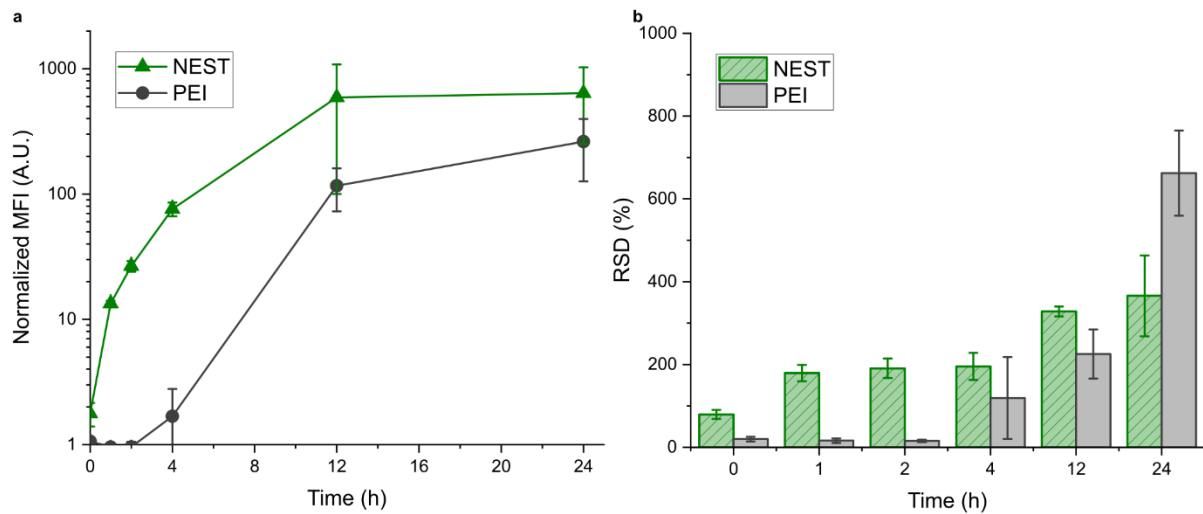 a
NEST
PEI
Normalized MFI (A.U.)
1000
100
10
1
0 4 8 12 16 20 24
Time (h)
b
NEST
PEI
RSD (%)
1000
800
600
400
200
0
0 1 2 4 12 24
Time (h)